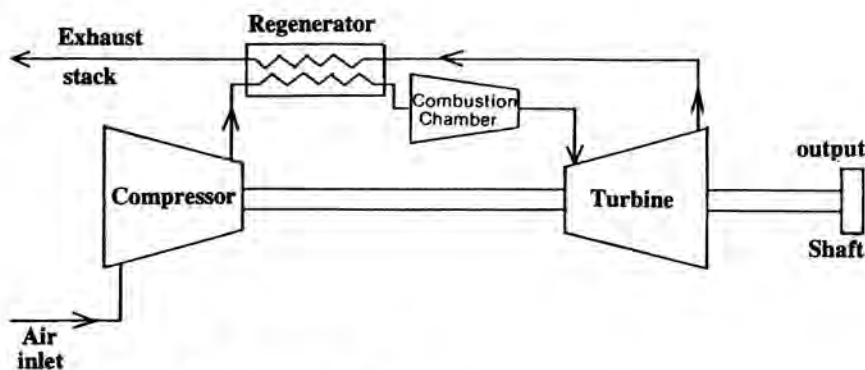 Regenerator
Exhaust
stack
Combustion
Chamber
Compressor
Turbine
output
Shaft
Air
inlet